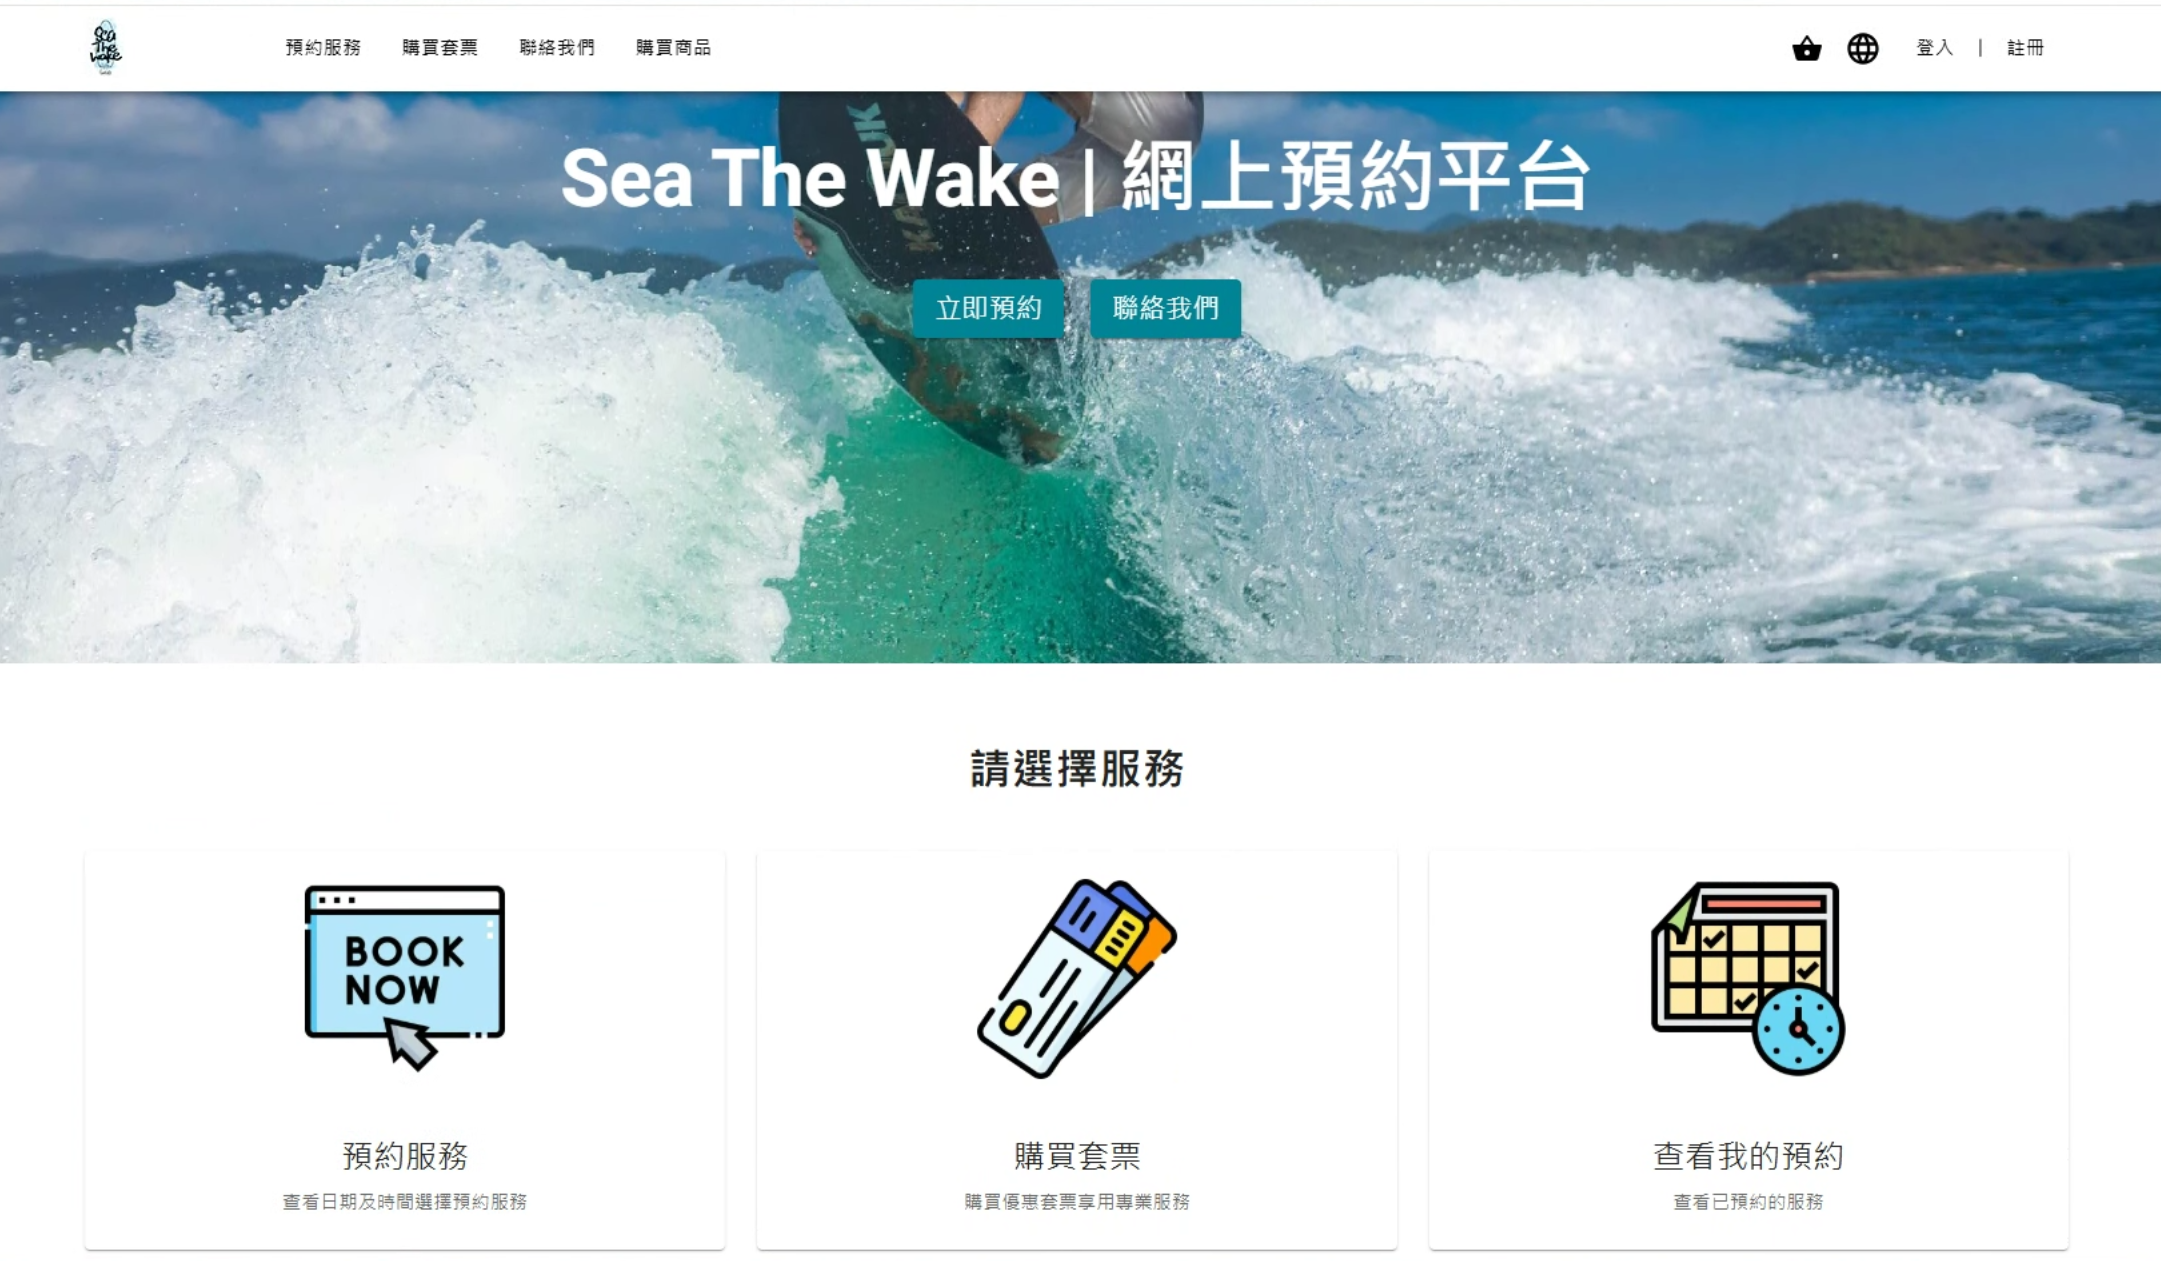 Sea
The
Wake
預約服務
購買套票
聯絡我們
購買商品
登入 | 註冊
Sea The Wake | 網上預約平台
立即預約
聯絡我們
請選擇服務
BOOK
NOW
預約服務
查看日期及時間選擇預約服務
購買套票
購買優惠套票享用專業服務
查看我的預約
查看已預約的服務